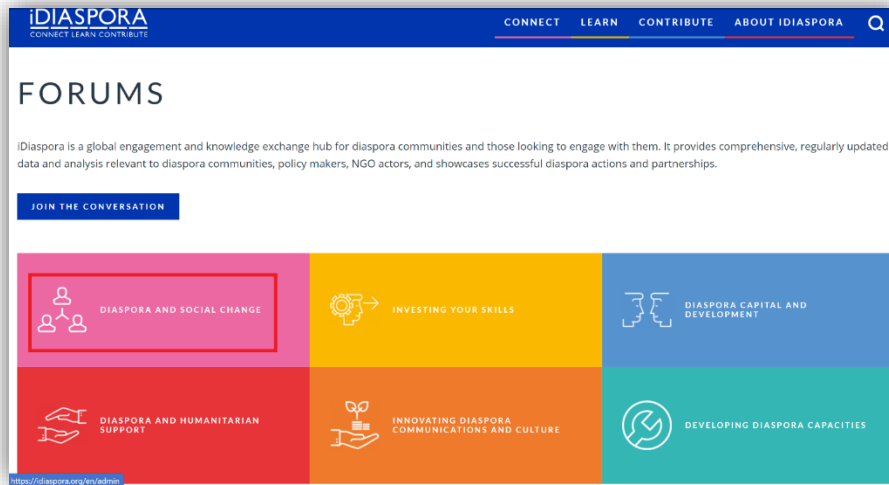 iDIASPORA
CONNECT LEARN CONTRIBUTE
CONNECT LEARN CONTRIBUTE ABOUT IDIASPORA
FORUMS
iDiaspora is a global engagement and knowledge exchange hub for diaspora communities and those looking to engage with them. It provides comprehensive, regularly updated
data and analysis relevant to diaspora communities, policy makers, NGO actors, and showcases successful diaspora actions and partnerships.
JOIN THE CONVERSATION
DIASPORA AND SOCIAL CHANGE
INVESTING YOUR SKILLS
DIASPORA CAPITAL AND
DEVELOPMENT
DIASPORA AND HUMANITARIAN
SUPPORT
INNOVATING DIASPORA
COMMUNICATIONS AND CULTURE
DEVELOPING DIASPORA CAPACITIES
https://idiaspora.org/en/admin